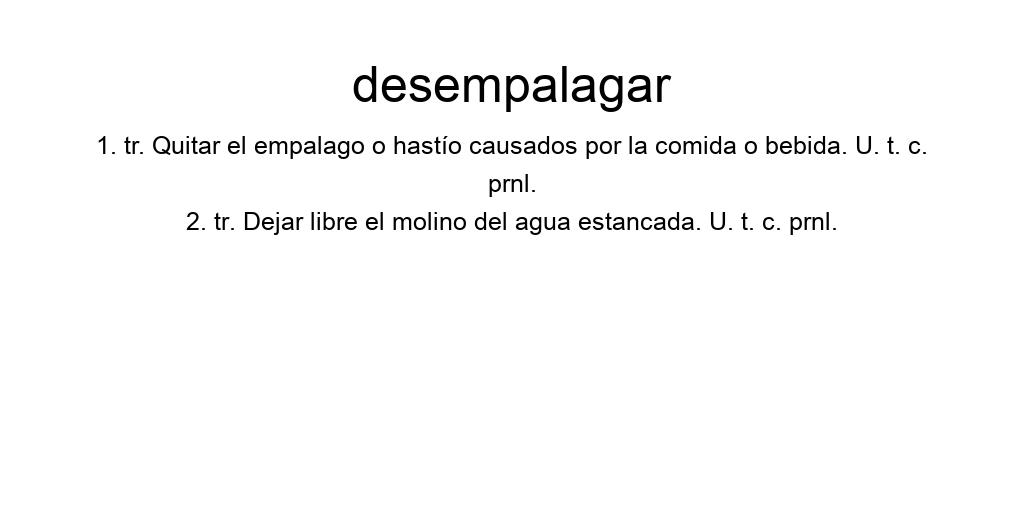 desempalagar
1. tr. Quitar el empalago o hastío causados por la comida o bebida. U. t. c.
prnl.
2. tr. Dejar libre el molino del agua estancada. U. t. c. prnl.